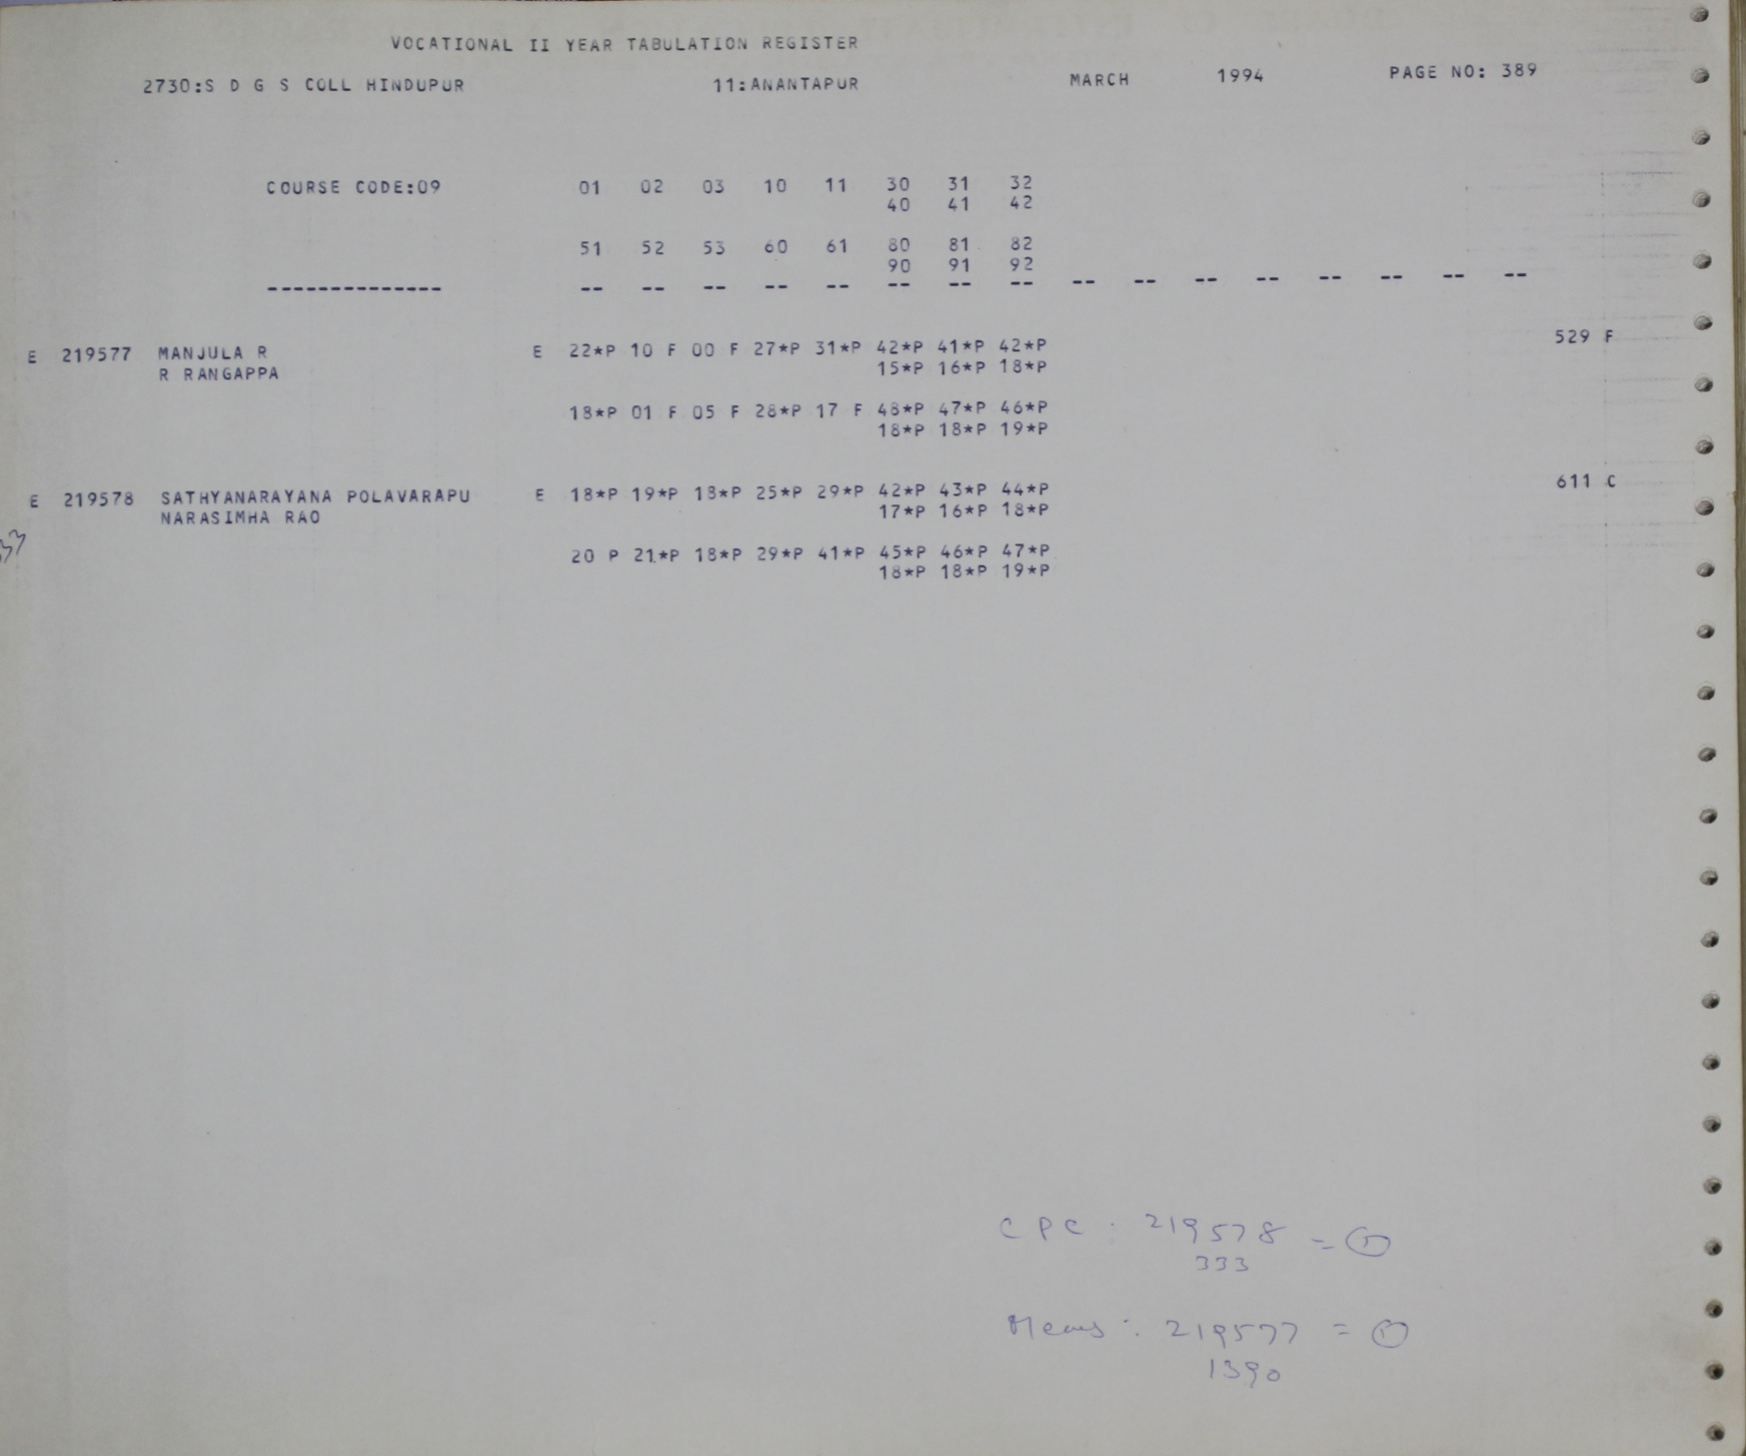 VOCATIONAL II YEAR TABULATION REGISTER
2730:S D G S COLL HINDUPUR 11:ANANTAPUR MARCH 1994 PAGE NO: 389
COURSE CODE:09 01 02 03 10 11 30 31 32
40 41 42
51 52 53 60 61 80 81 82
90 91 92
-------------- -- -- -- -- -- -- -- -- -- -- -- -- -- -- -- --
E 219577 MANJULA R E 22*P 10 F 00 F 27*P 31*P 42*P 41*P 42*P 529 F
R RANGAPPA 15*P 16*P 18*P
18*P 01 F 05 F 28*P 17 F 48*P 47*P 46*P
18*P 18*P 19*P
E 219578 SATHYANARAYANA POLAVARAPU E 18*P 19*P 18*P 25*P 29*P 42*P 43*P 44*P 611 C
NARASIMHA RAO 17*P 16*P 18*P
20 P 21*P 18*P 29*P 41*P 45*P 46*P 47*P
18*P 18*P 19*P
CPC : 219578 = 1
333
Memos : 219577 = 1
1390